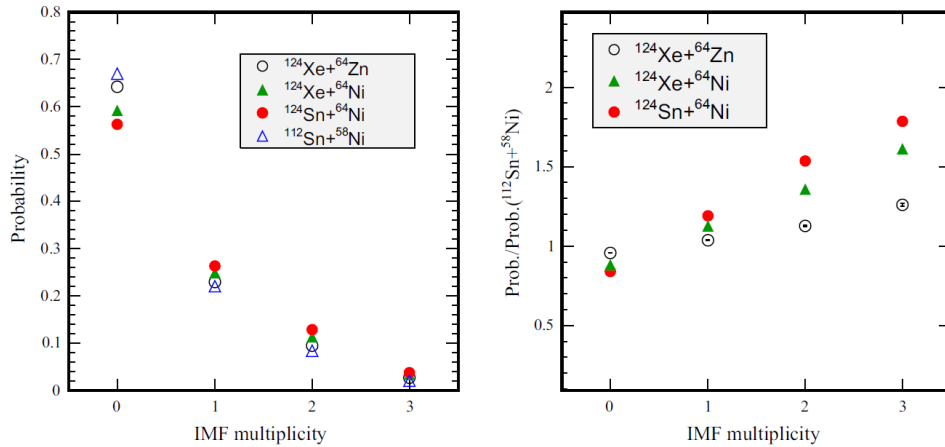 0.8
0.7
0.6
0.5
0.4
0.3
0.2
0.1
0
Probability
0 1 2 3
IMF multiplicity
¹²⁴Xe+⁶⁴Zn
¹²⁴Xe+⁶⁴Ni
¹²⁴Sn+⁶⁴Ni
¹¹²Sn+⁵⁸Ni
2
1.5
1
0.5
Prob./Prob.(¹¹²Sn+⁵⁸Ni)
0 1 2 3
IMF multiplicity
¹²⁴Xe+⁶⁴Zn
¹²⁴Xe+⁶⁴Ni
¹²⁴Sn+⁶⁴Ni